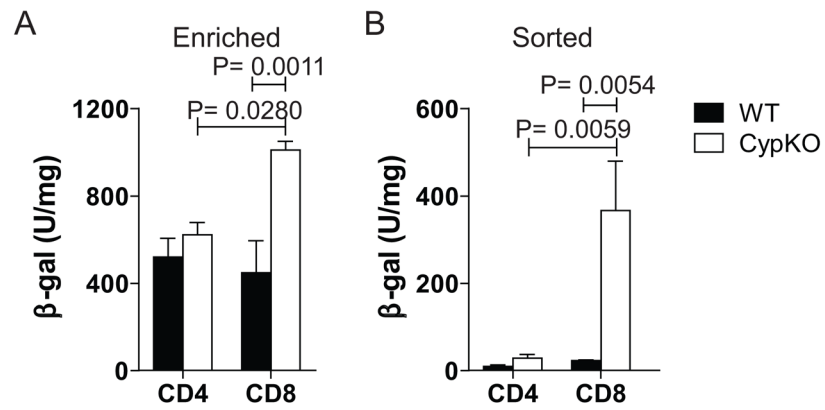 A
Enriched
P= 0.0011
P= 0.0280
1200
800
400
0
β-gal (U/mg)
CD4
CD8
B
Sorted
P= 0.0054
P= 0.0059
600
400
200
0
β-gal (U/mg)
CD4
CD8
WT
CypKO